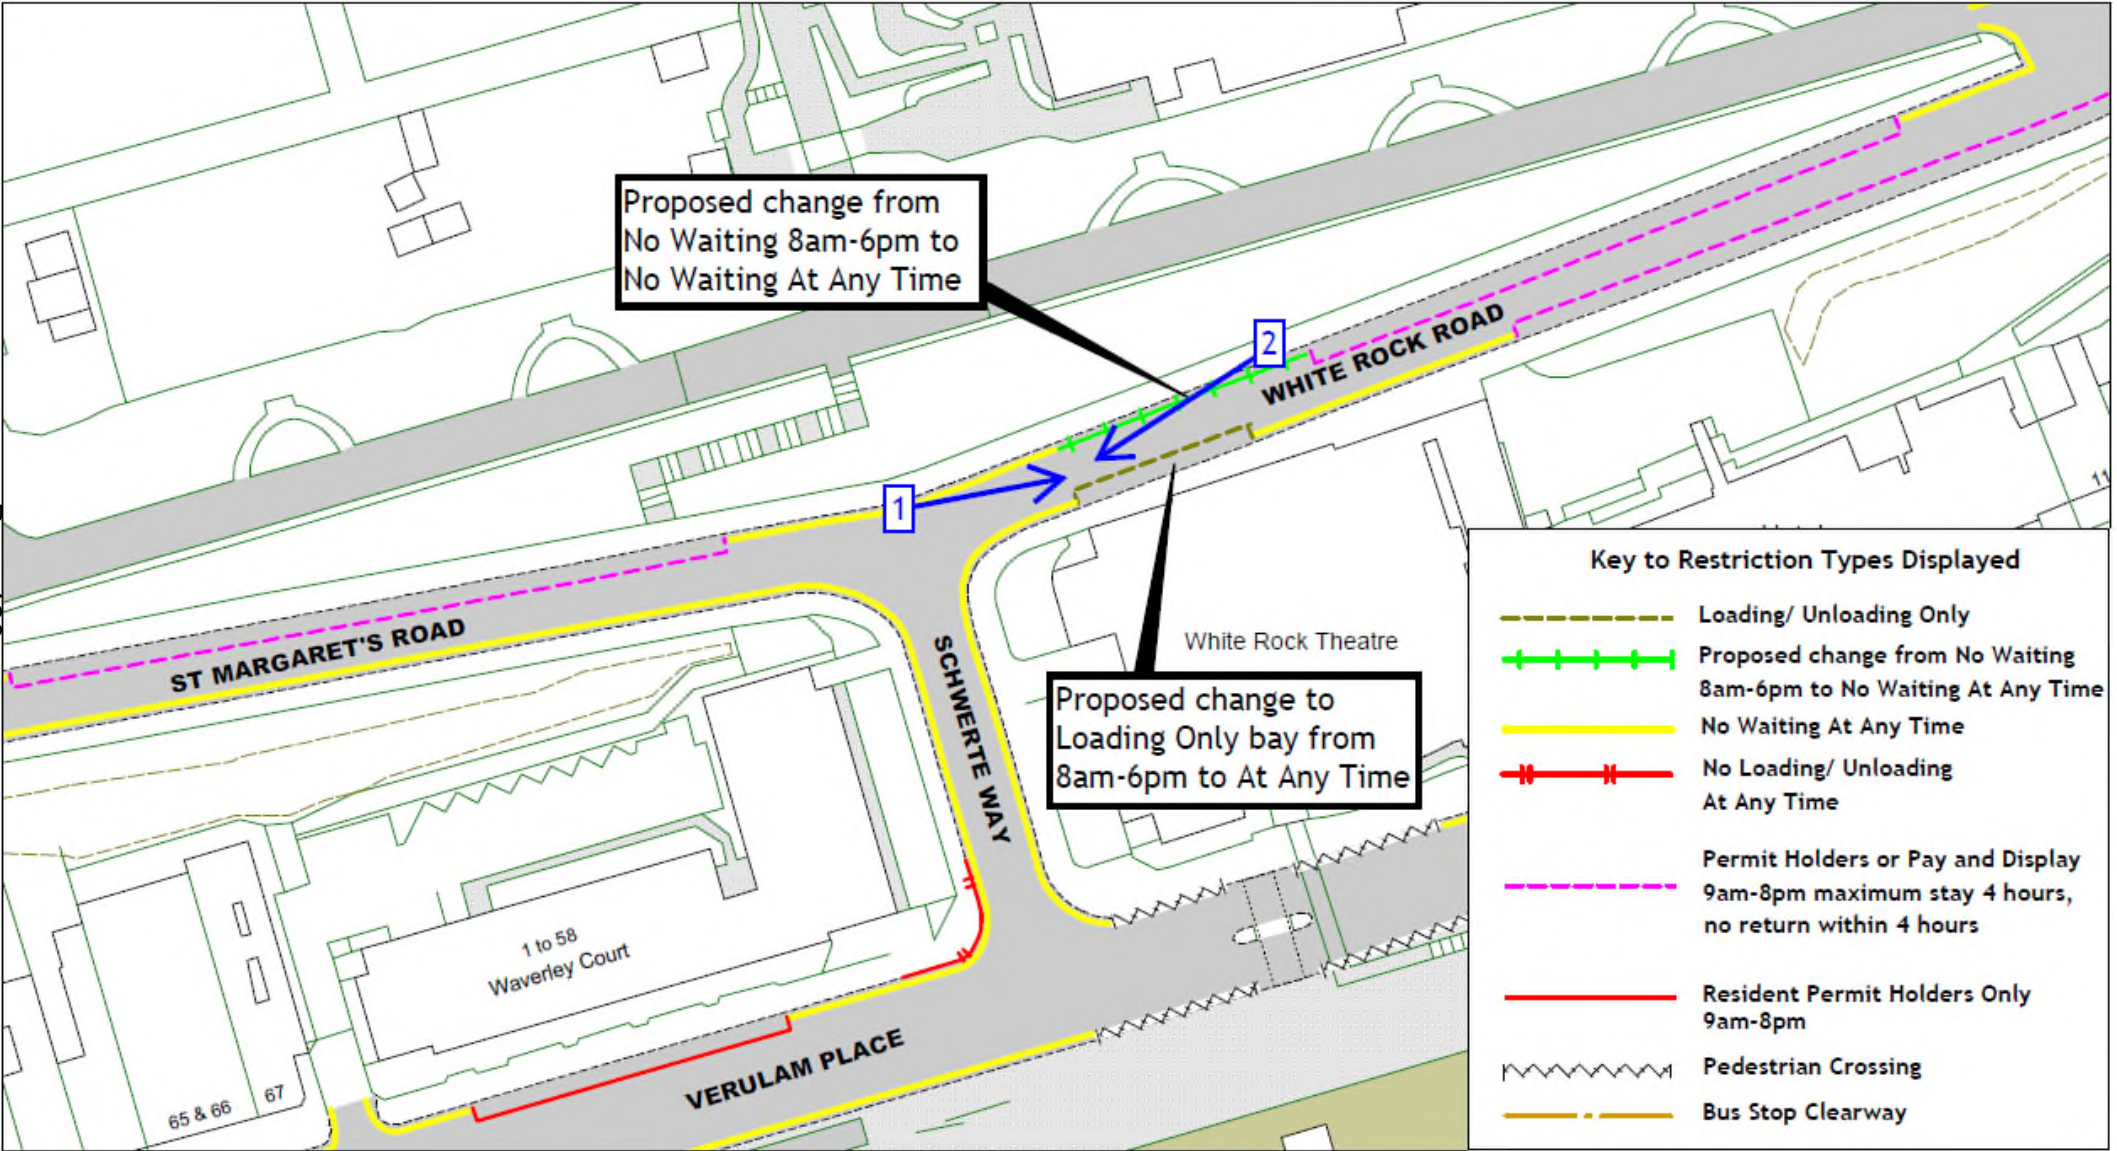 Proposed change from
No Waiting 8am-6pm to
No Waiting At Any Time
2
WHITE ROCK ROAD
1
ST MARGARET'S ROAD
SCHWERTE WAY
White Rock Theatre
Proposed change to
Loading Only bay from
8am-6pm to At Any Time
1 to 58
Waverley Court
VERULAM PLACE
65 & 66
67
11
Key to Restriction Types Displayed
Loading/ Unloading Only
Proposed change from No Waiting
8am-6pm to No Waiting At Any Time
No Waiting At Any Time
No Loading/ Unloading
At Any Time
Permit Holders or Pay and Display
9am-8pm maximum stay 4 hours,
no return within 4 hours
Resident Permit Holders Only
9am-8pm
Pedestrian Crossing
Bus Stop Clearway